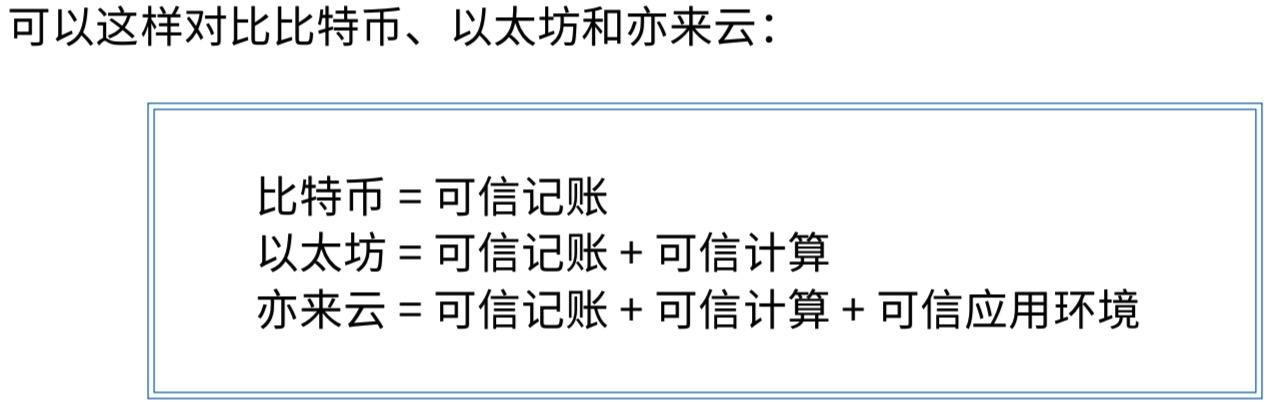 可以这样对比比特币、以太坊和亦来云：
比特币 = 可信记账
以太坊 = 可信记账 + 可信计算
亦来云 = 可信记账 + 可信计算 + 可信应用环境